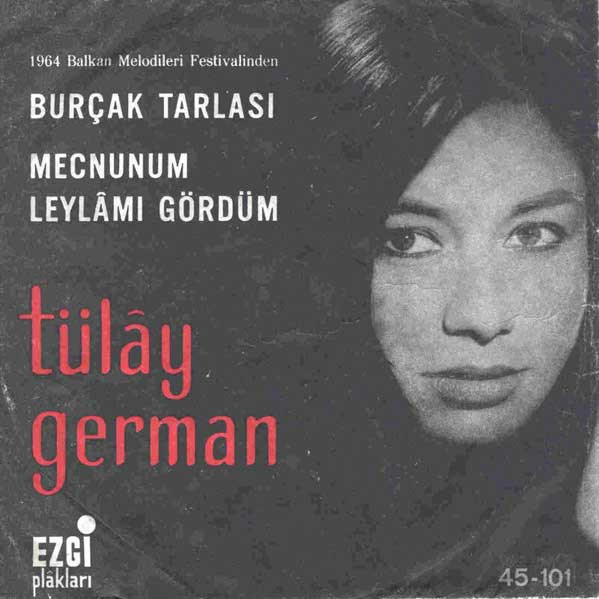 1964 Balkan Melodileri Festivalinden
BURÇAK TARLASI
MECNUNUM
LEYLÂMI GÖRDÜM
tülây
german
EZGİ
plâkları
45-101